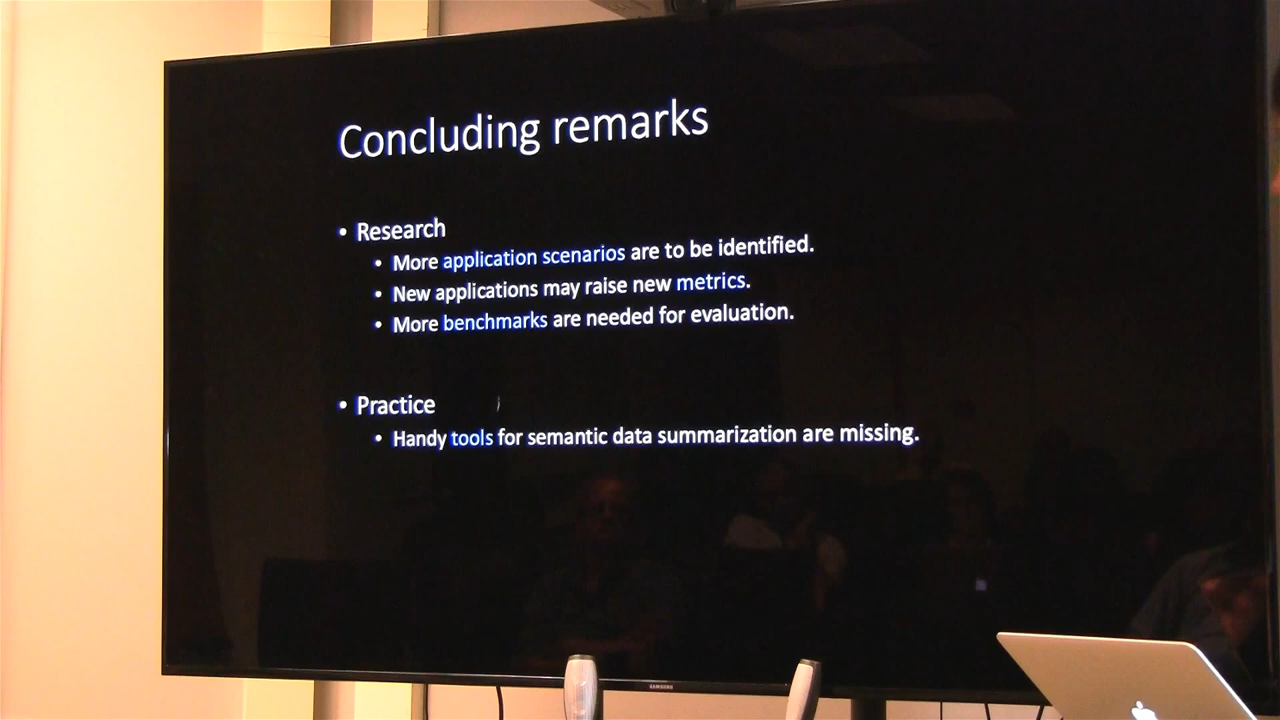 Concluding remarks
• Research
• More application scenarios are to be identified.
• New applications may raise new metrics.
• More benchmarks are needed for evaluation.
• Practice
• Handy tools for semantic data summarization are missing.
SAMSUNG